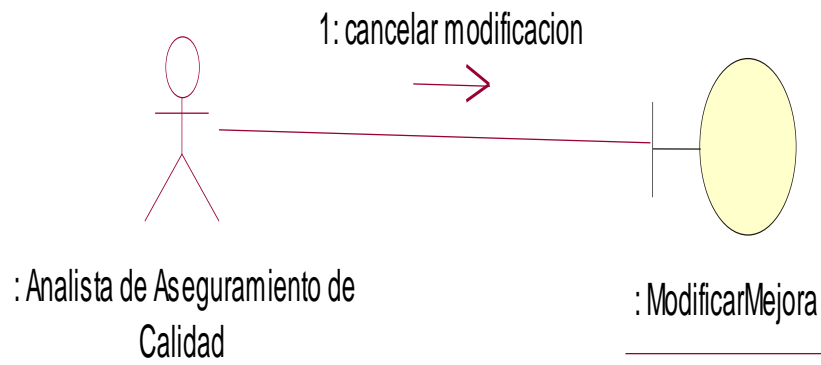 1: cancelar modificacion
: Analista de Aseguramiento de
Calidad
: ModificarMejora